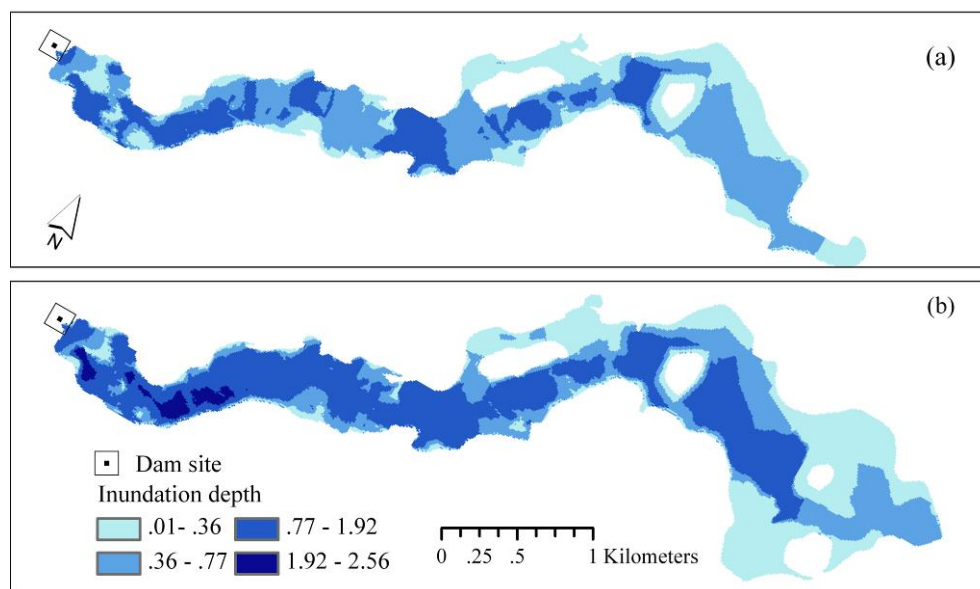 (a)
N
(b)
Dam site
Inundation depth
.01- .36 .77 - 1.92
.36 - .77 1.92 - 2.56
0 .25 .5 1 Kilometers